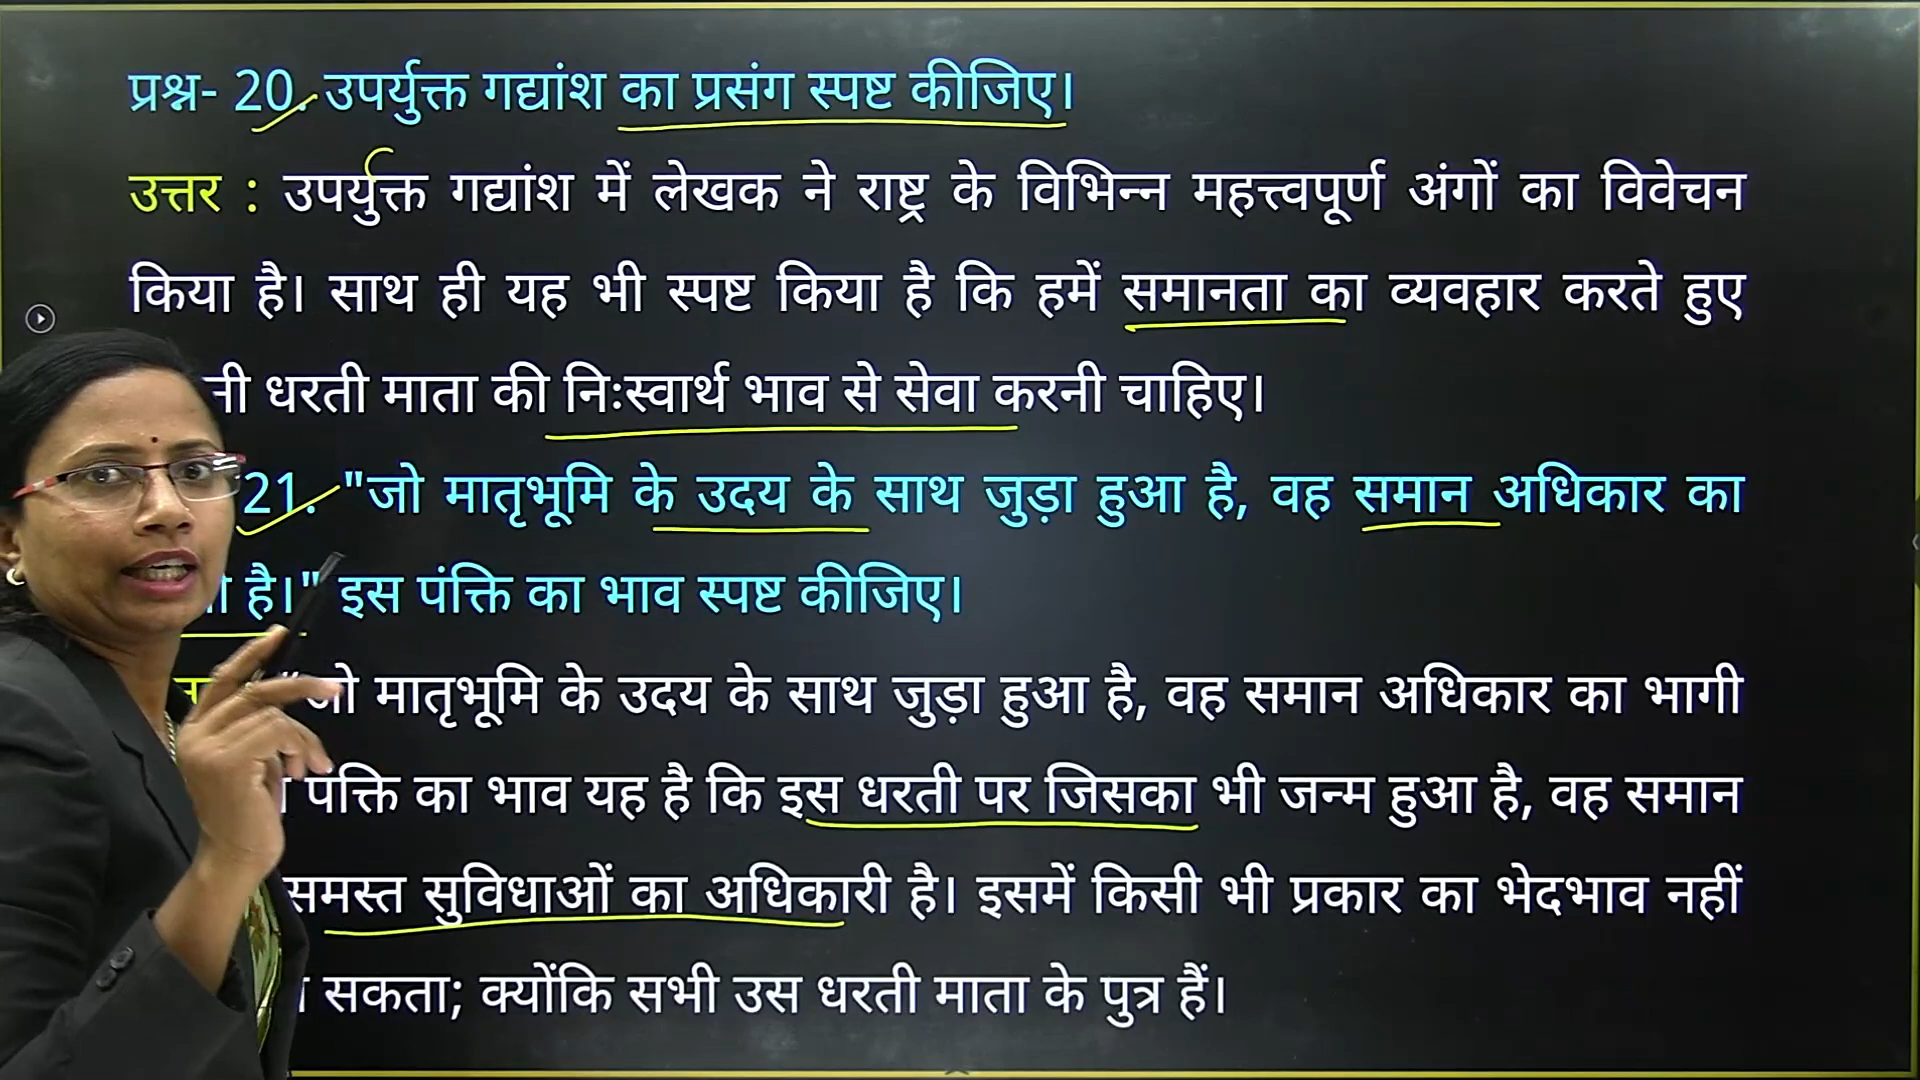 प्रश्न- 20. उपर्युक्त गद्यांश का प्रसंग स्पष्ट कीजिए।
उत्तर : उपर्युक्त गद्यांश में लेखक ने राष्ट्र के विभिन्न महत्त्वपूर्ण अंगों का विवेचन
किया है। साथ ही यह भी स्पष्ट किया है कि हमें समानता का व्यवहार करते हुए
धरती माता की निःस्वार्थ भाव से सेवा करनी चाहिए।
21. "जो मातृभूमि के उदय के साथ जुड़ा हुआ है, वह समान अधिकार का
है।" इस पंक्ति का भाव स्पष्ट कीजिए।
"जो मातृभूमि के उदय के साथ जुड़ा हुआ है, वह समान अधिकार का भागी
पंक्ति का भाव यह है कि इस धरती पर जिसका भी जन्म हुआ है, वह समान
समस्त सुविधाओं का अधिकारी है। इसमें किसी भी प्रकार का भेदभाव नहीं
सकता; क्योंकि सभी उस धरती माता के पुत्र हैं।